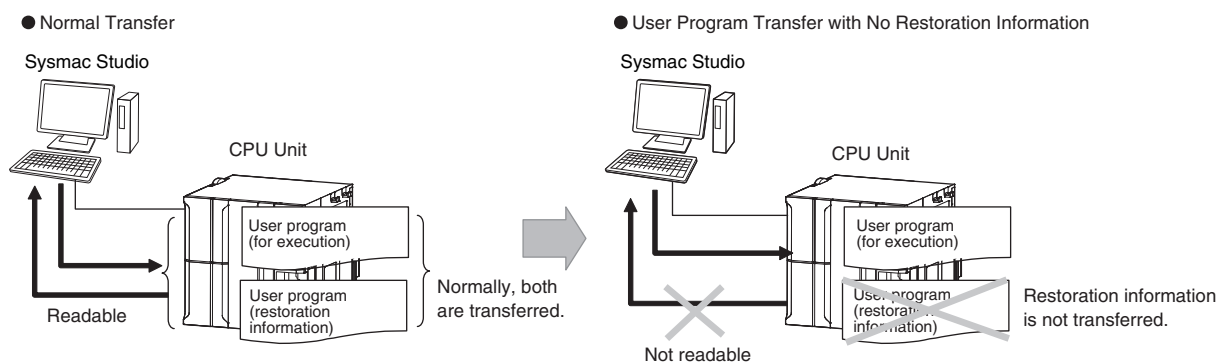 ● Normal Transfer
Sysmac Studio
CPU Unit
User program
(for execution)
User program
(restoration
information)
Readable
Normally, both
are transferred.
● User Program Transfer with No Restoration Information
Sysmac Studio
CPU Unit
User program
(for execution)
User program
(restoration
information)
Restoration information
is not transferred.
Not readable